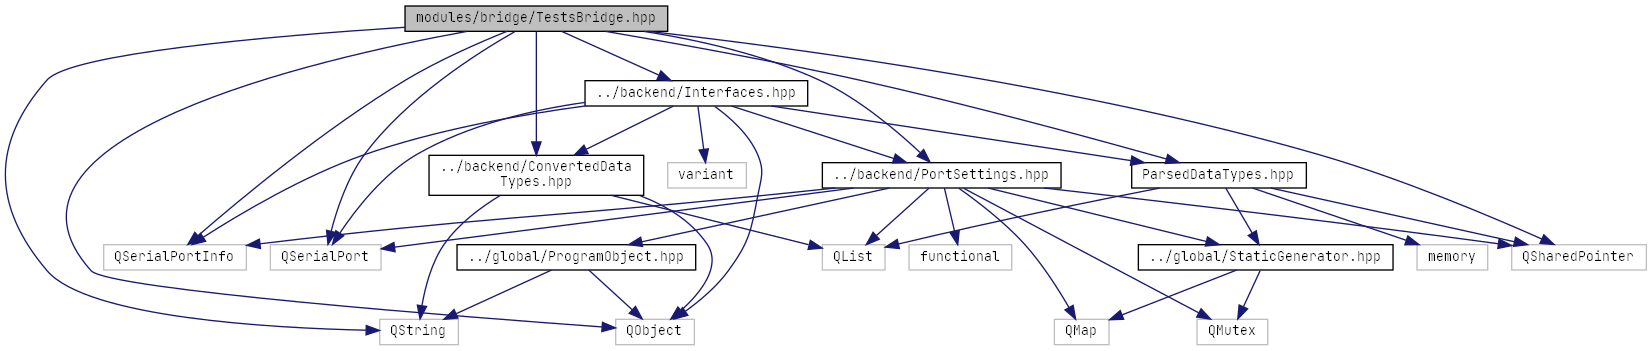 modules/bridge/TestsBridge.hpp
../backend/Interfaces.hpp
../backend/ConvertedData
Types.hpp
variant
../backend/PortSettings.hpp
ParsedDataTypes.hpp
QSerialPortInfo
QSerialPort
../global/ProgramObject.hpp
QList
functional
../global/StaticGenerator.hpp
memory
QSharedPointer
QString
QObject
QMap
QMutex